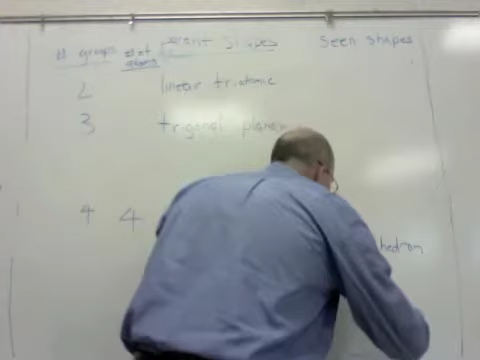 # groups # of atoms parent shapes seen shapes
2 linear triatomic
3 trigonal planar
4 4 hedron